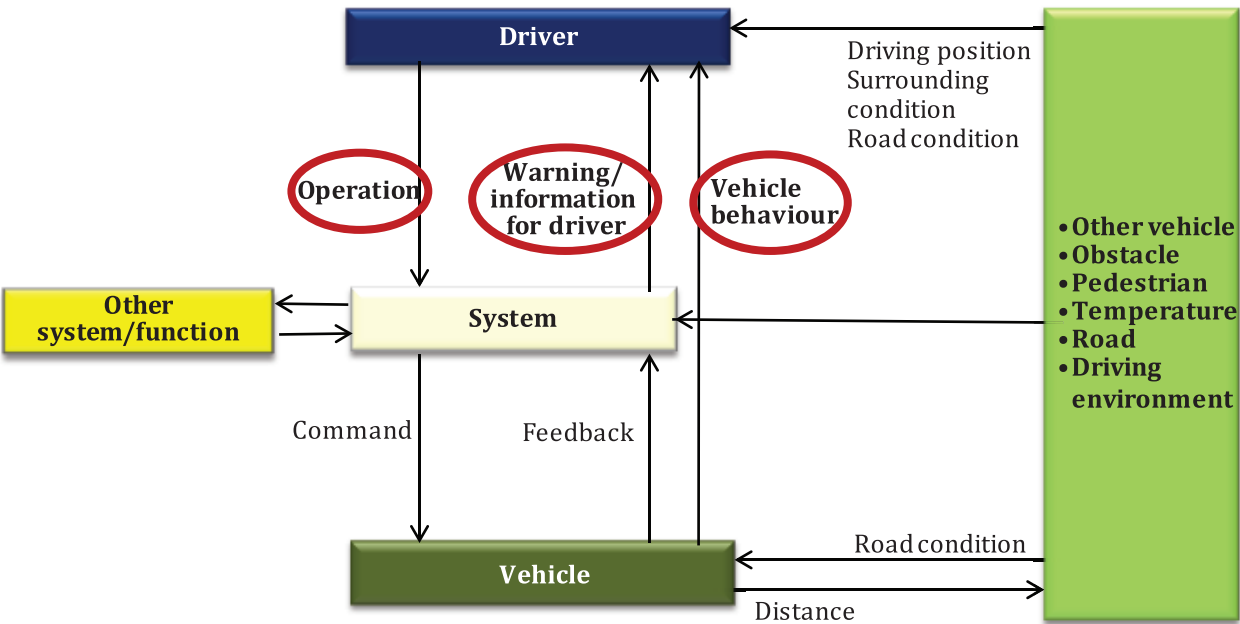 Driver
Driving position
Surrounding
condition
Road condition
Operation
Warning/
information
for driver
Vehicle
behaviour
• Other vehicle
• Obstacle
• Pedestrian
• Temperature
• Road
• Driving
environment
Other
system/function
System
Command
Feedback
Road condition
Vehicle
Distance